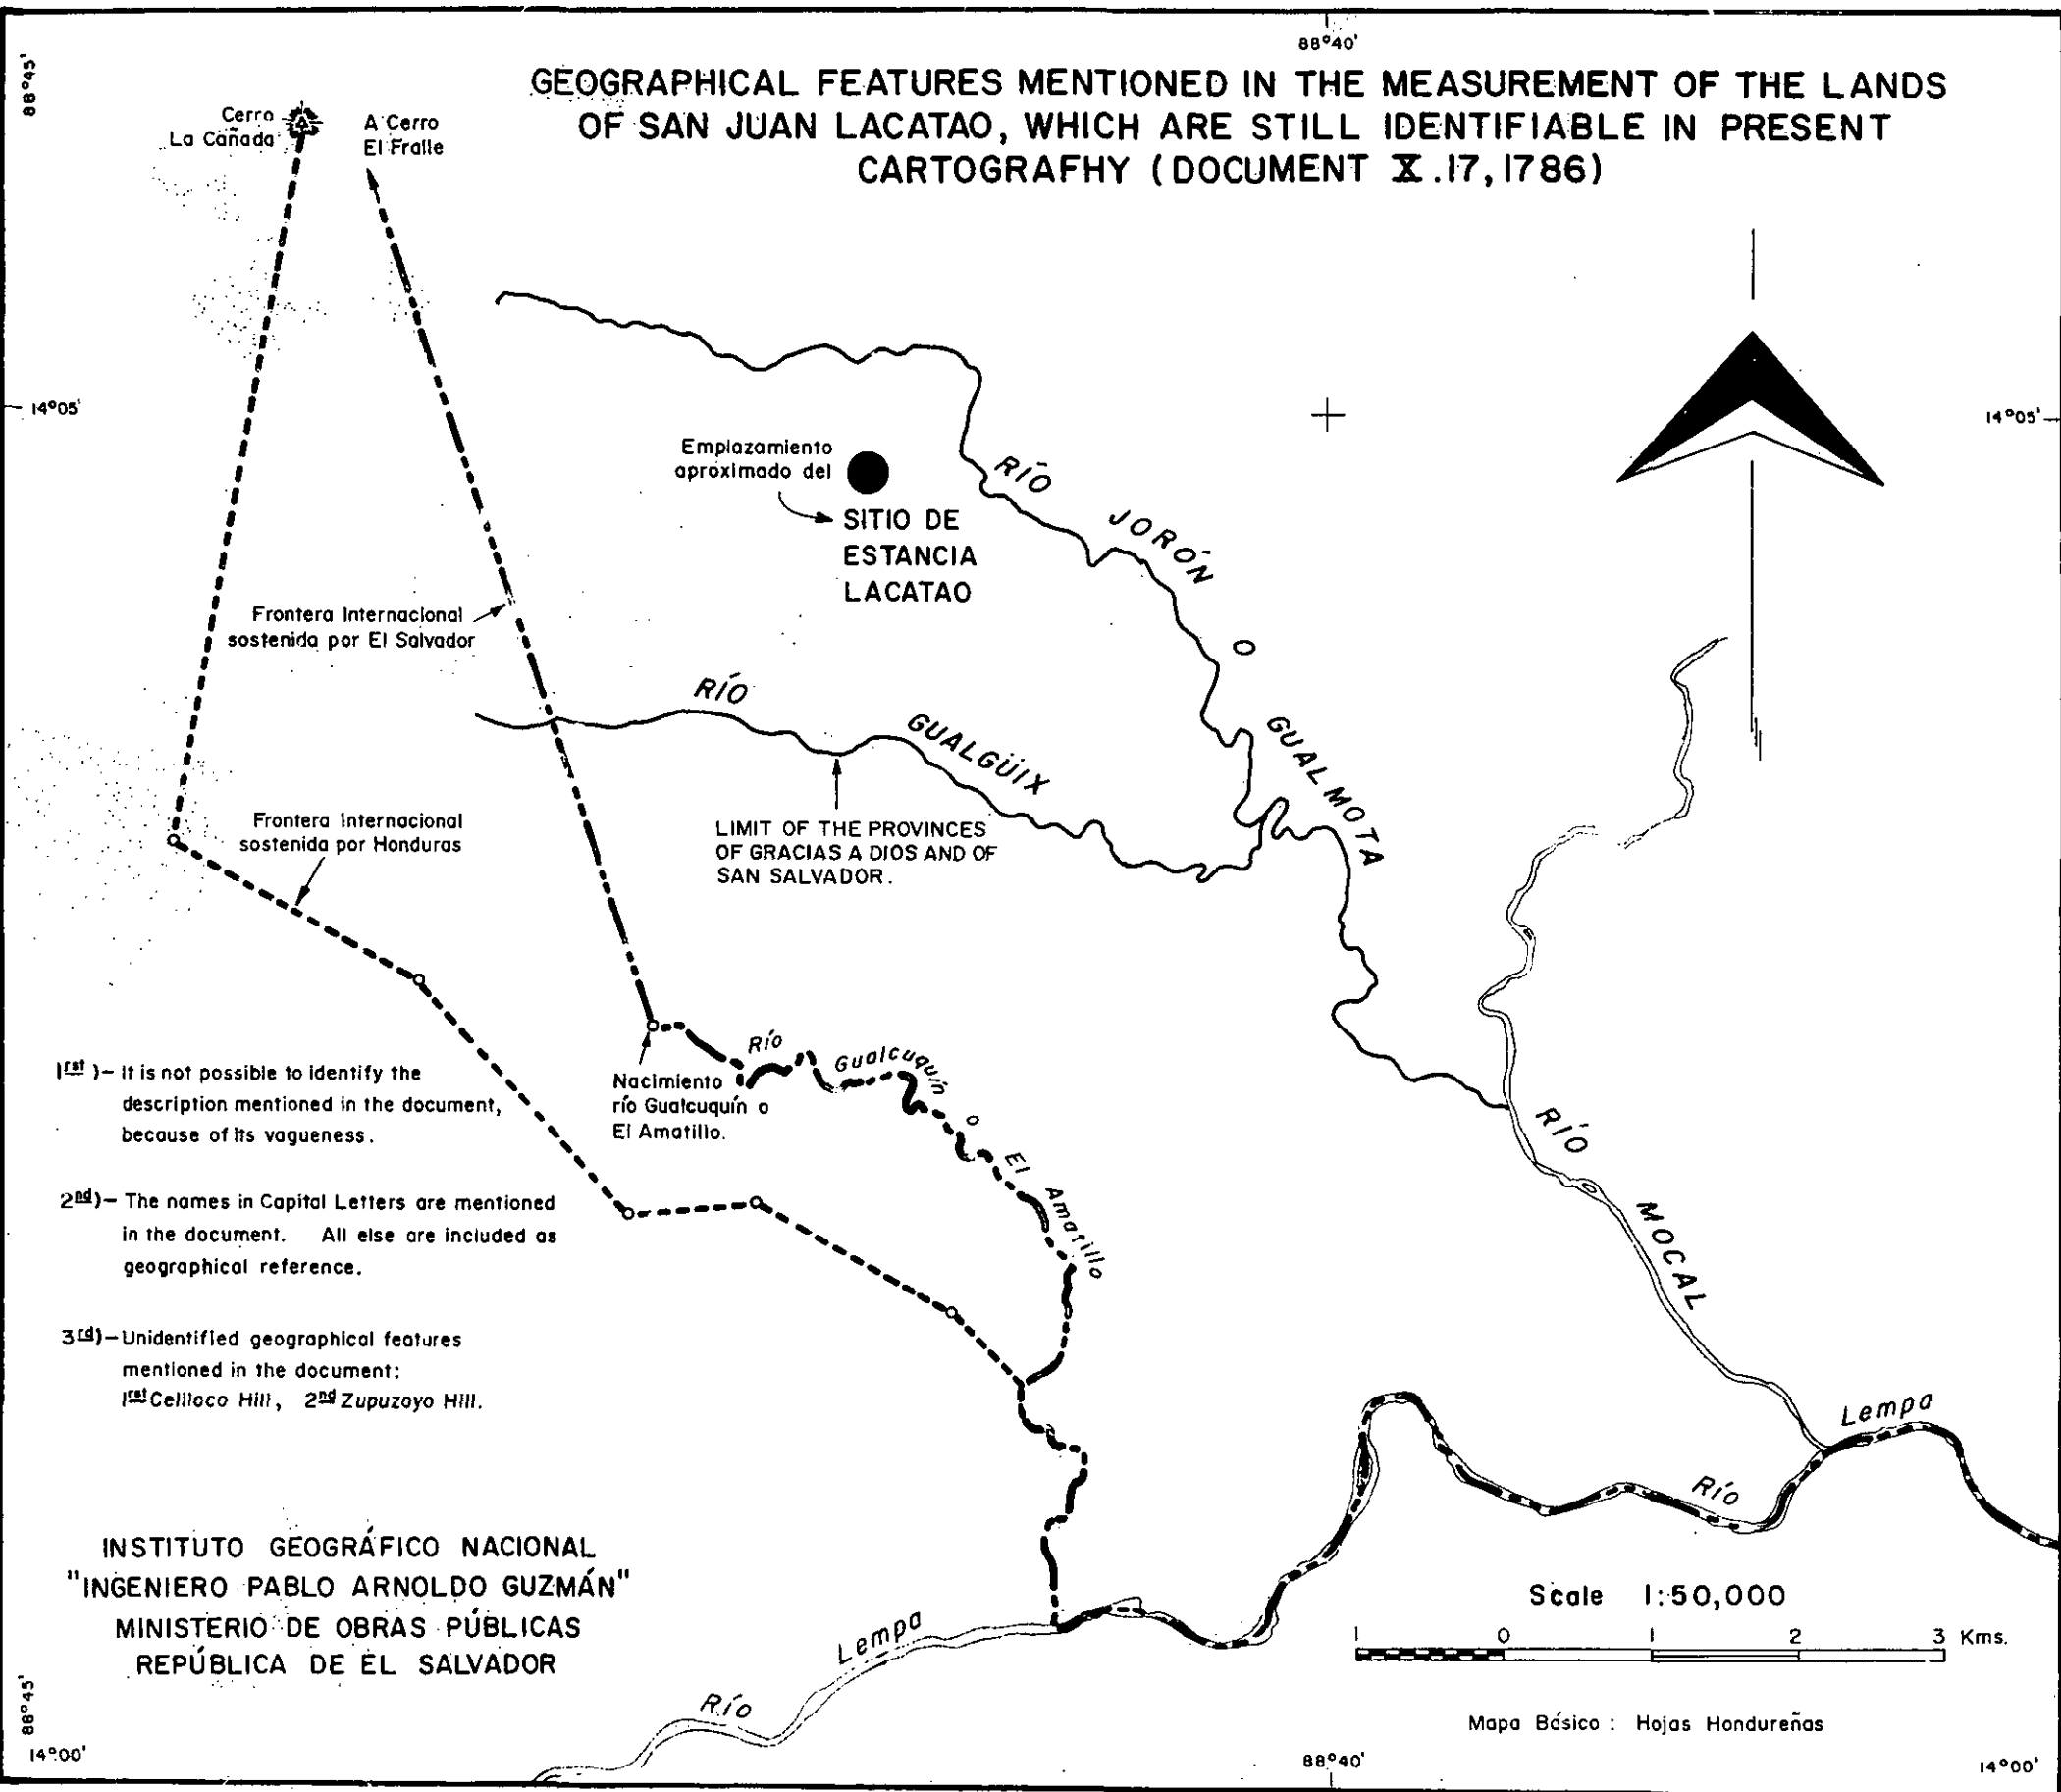 88°40'
88°45'
GEOGRAPHICAL FEATURES MENTIONED IN THE MEASUREMENT OF THE LANDS
OF SAN JUAN LACATAO, WHICH ARE STILL IDENTIFIABLE IN PRESENT
CARTOGRAFHY (DOCUMENT X.17, 1786)
Cerro
La Cañada
A Cerro
El Fraile
14°05'
14°05'
Emplazamiento
aproximado del
SITIO DE
ESTANCIA
LACATAO
RÍO JORÓN O GUALMOTA
Frontera Internacional
sostenida por El Salvador
RÍO GUALGÜIX
Frontera Internacional
sostenida por Honduras
LIMIT OF THE PROVINCES
OF GRACIAS A DIOS AND OF
SAN SALVADOR.
Río Gualcuquín o El Amatillo
Nacimiento
río Gualcuquín o
El Amatillo.
RÍO MOCAL
1rst)- It is not possible to identify the
description mentioned in the document,
because of its vagueness.
2nd)- The names in Capital Letters are mentioned
in the document. All else are included as
geographical reference.
3rd)- Unidentified geographical features
mentioned in the document:
1rst Cellloco Hill, 2nd Zupuzoyo Hill.
Río Lempa
INSTITUTO GEOGRÁFICO NACIONAL
"INGENIERO PABLO ARNOLDO GUZMÁN"
MINISTERIO DE OBRAS PÚBLICAS
REPÚBLICA DE EL SALVADOR
Río Lempa
Scale 1:50,000
1 0 1 2 3 Kms.
Mapa Básico : Hojas Hondureñas
88°45'
14°00'
88°40'
14°00'